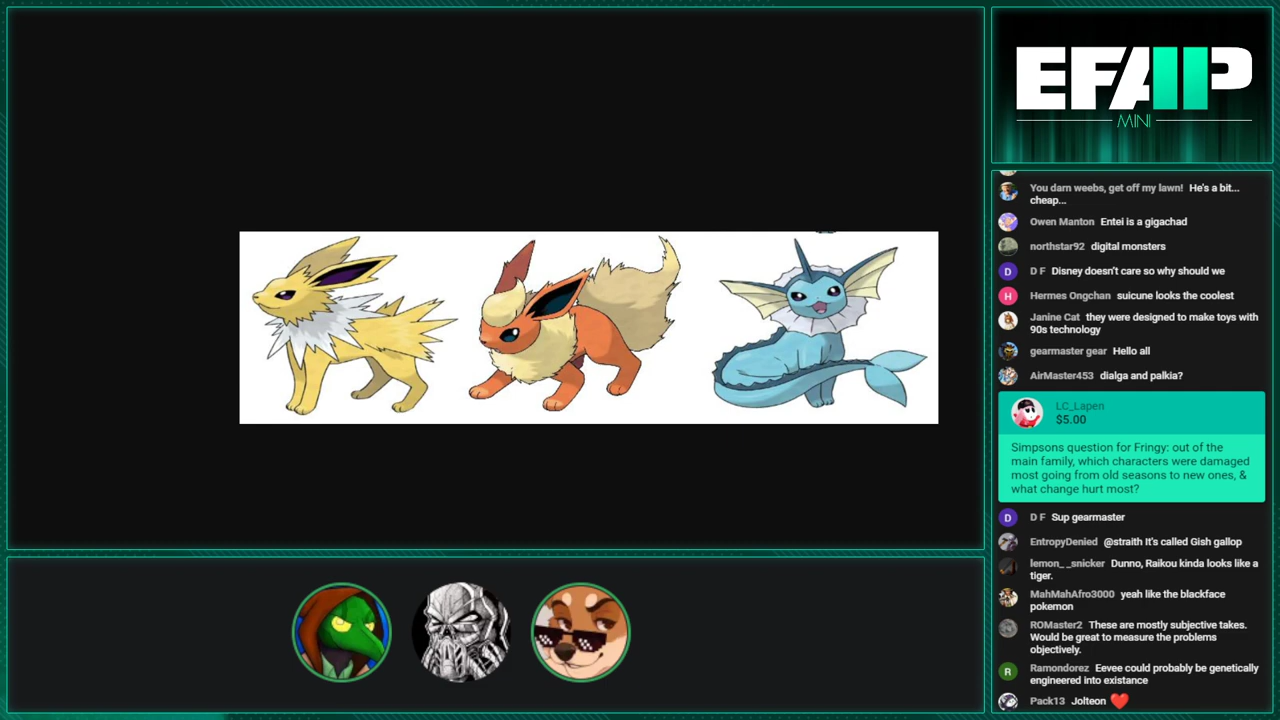 EFAP
MINI
You darn weebs, get off my lawn! He's a bit...
cheap...
Owen Manton Entei is a gigachad
northstar92 digital monsters
D
D F Disney doesn't care so why should we
H
Hermes Ongchan suicune looks the coolest
Janine Cat they were designed to make toys with
90s technology
gearmaster gear Hello all
AirMaster453 dialga and palkia?
LC_Lapen
$5.00
Simpsons question for Fringy: out of the
main family, which characters were damaged
most going from old seasons to new ones, &
what change hurt most?
D
D F Sup gearmaster
EntropyDenied @straith It's called Gish gallop
lemon_ _snicker Dunno, Raikou kinda looks like a
tiger.
MahMahAfro3000 yeah like the blackface
pokemon
ROMaster2 These are mostly subjective takes.
Would be great to measure the problems
objectively.
R
Ramondorez Eevee could probably be genetically
engineered into existance
Pack13 Jolteon ❤️